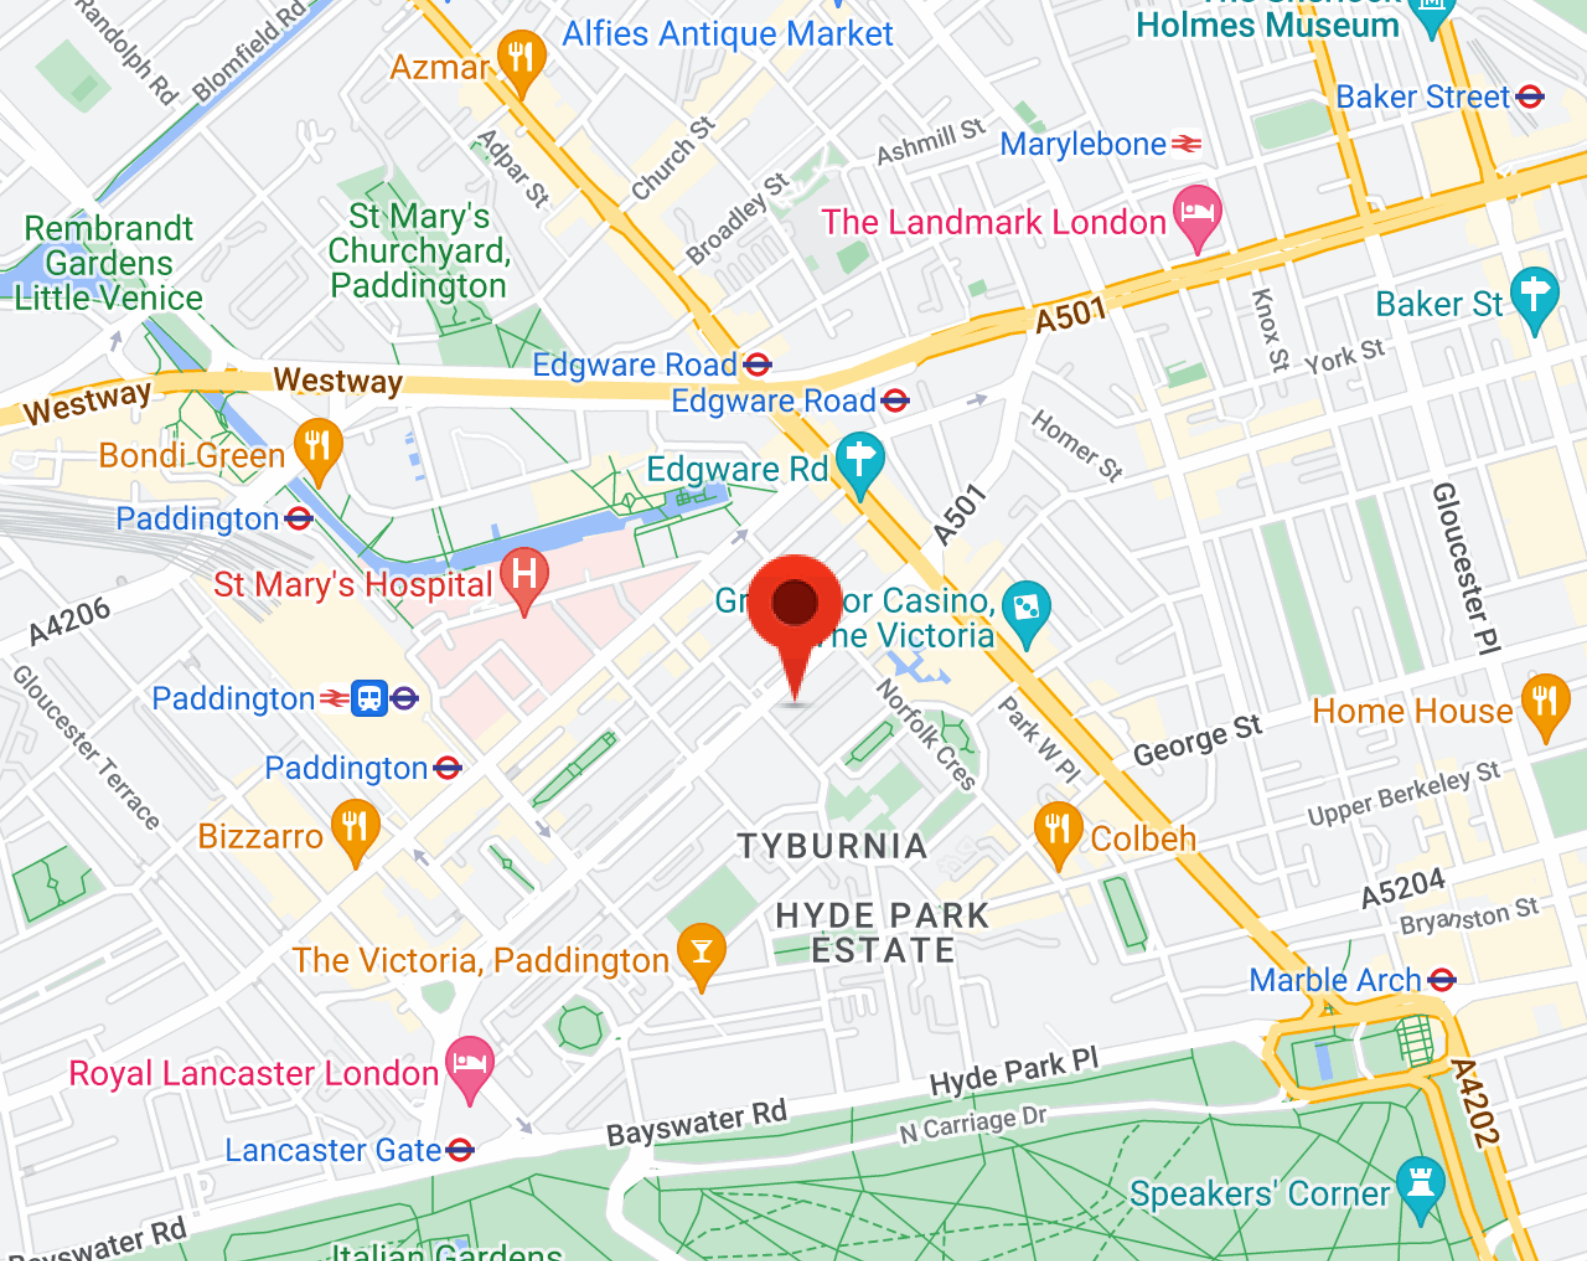 Randolph Rd
Blomfield Rd
Alfies Antique Market
Holmes Museum
Azmar
Baker Street
Adpar St
Church St
Ashmill St
Marylebone
Broadley St
The Landmark London
Rembrandt
Gardens
Little Venice
St Mary's
Churchyard,
Paddington
A501
Knox St
Baker St
York St
Edgware Road
Westway
Westway
Edgware Road
Homer St
Bondi Green
Edgware Rd
A501
Gloucester Pl
Paddington
St Mary's Hospital
H
A4206
or Casino,
Victoria
Gloucester Terrace
Paddington
Norfolk Cres
Park W Pl
George St
Home House
Paddington
Upper Berkeley St
Bizzarro
Colbeh
TYBURNIA
A5204
HYDE PARK
ESTATE
Bryanston St
The Victoria, Paddington
Marble Arch
Royal Lancaster London
Hyde Park Pl
A4202
Bayswater Rd
N Carriage Dr
Lancaster Gate
Speakers' Corner
Bayswater Rd
Italian Gardens